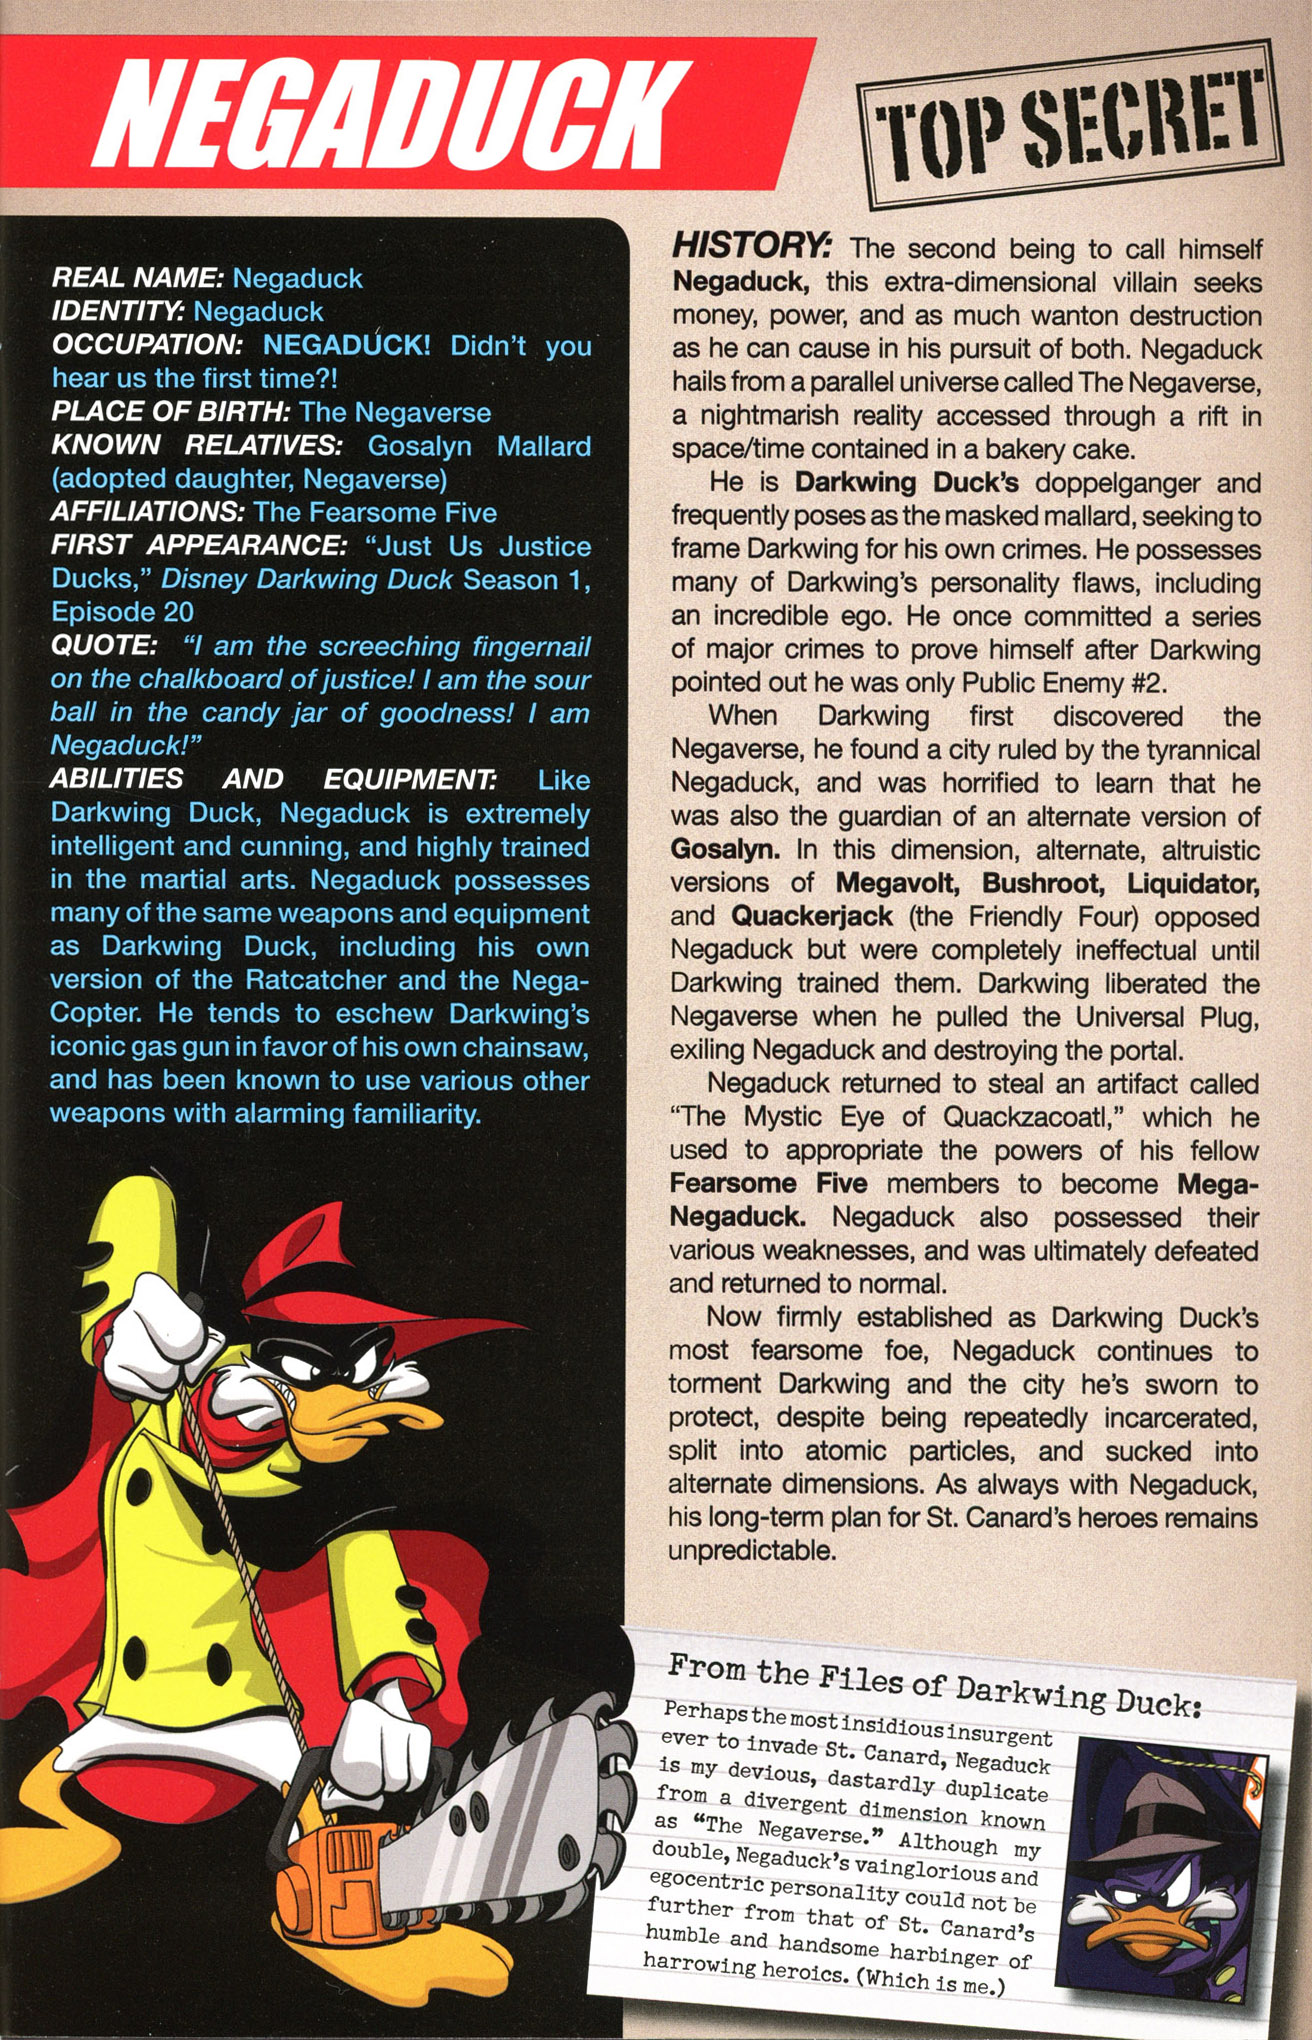 NEGADUCK
TOP SECRET
REAL NAME: Negaduck
IDENTITY: Negaduck
OCCUPATION: NEGADUCK! Didn't you
hear us the first time?!
PLACE OF BIRTH: The Negaverse
KNOWN RELATIVES: Gosalyn Mallard
(adopted daughter, Negaverse)
AFFILIATIONS: The Fearsome Five
FIRST APPEARANCE: “Just Us Justice
Ducks,” Disney Darkwing Duck Season 1,
Episode 20
QUOTE: “I am the screeching fingernail
on the chalkboard of justice! I am the sour
ball in the candy jar of goodness! I am
Negaduck!”
ABILITIES AND EQUIPMENT: Like
Darkwing Duck, Negaduck is extremely
intelligent and cunning, and highly trained
in the martial arts. Negaduck possesses
many of the same weapons and equipment
as Darkwing Duck, including his own
version of the Ratcatcher and the Nega-
Copter. He tends to eschew Darkwing's
iconic gas gun in favor of his own chainsaw,
and has been known to use various other
weapons with alarming familiarity.
HISTORY: The second being to call himself
Negaduck, this extra-dimensional villain seeks
money, power, and as much wanton destruction
as he can cause in his pursuit of both. Negaduck
hails from a parallel universe called The Negaverse,
a nightmarish reality accessed through a rift in
space/time contained in a bakery cake.
He is Darkwing Duck's doppelganger and
frequently poses as the masked mallard, seeking to
frame Darkwing for his own crimes. He possesses
many of Darkwing's personality flaws, including
an incredible ego. He once committed a series
of major crimes to prove himself after Darkwing
pointed out he was only Public Enemy #2.
When Darkwing first discovered the
Negaverse, he found a city ruled by the tyrannical
Negaduck, and was horrified to learn that he
was also the guardian of an alternate version of
Gosalyn. In this dimension, alternate, altruistic
versions of Megavolt, Bushroot, Liquidator,
and Quackerjack (the Friendly Four) opposed
Negaduck but were completely ineffectual until
Darkwing trained them. Darkwing liberated the
Negaverse when he pulled the Universal Plug,
exiling Negaduck and destroying the portal.
Negaduck returned to steal an artifact called
“The Mystic Eye of Quackzacoatl,” which he
used to appropriate the powers of his fellow
Fearsome Five members to become Mega-
Negaduck. Negaduck also possessed their
various weaknesses, and was ultimately defeated
and returned to normal.
Now firmly established as Darkwing Duck's
most fearsome foe, Negaduck continues to
torment Darkwing and the city he's sworn to
protect, despite being repeatedly incarcerated,
split into atomic particles, and sucked into
alternate dimensions. As always with Negaduck,
his long-term plan for St. Canard's heroes remains
unpredictable.
From the Files of Darkwing Duck:
Perhaps the most insidious insurgent
ever to invade St. Canard, Negaduck
is my devious, dastardly duplicate
from a divergent dimension known
as “The Negaverse.” Although my
double, Negaduck's vainglorious and
egocentric personality could not be
further from that of St. Canard's
humble and handsome harbinger of
harrowing heroics. (Which is me.)